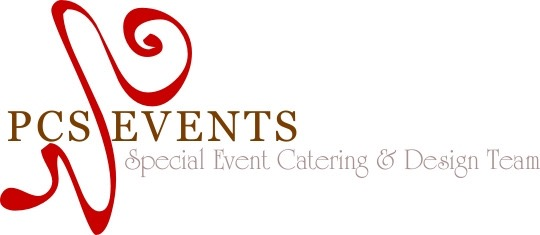 PCS EVENTS
Special Event Catering & Design Team